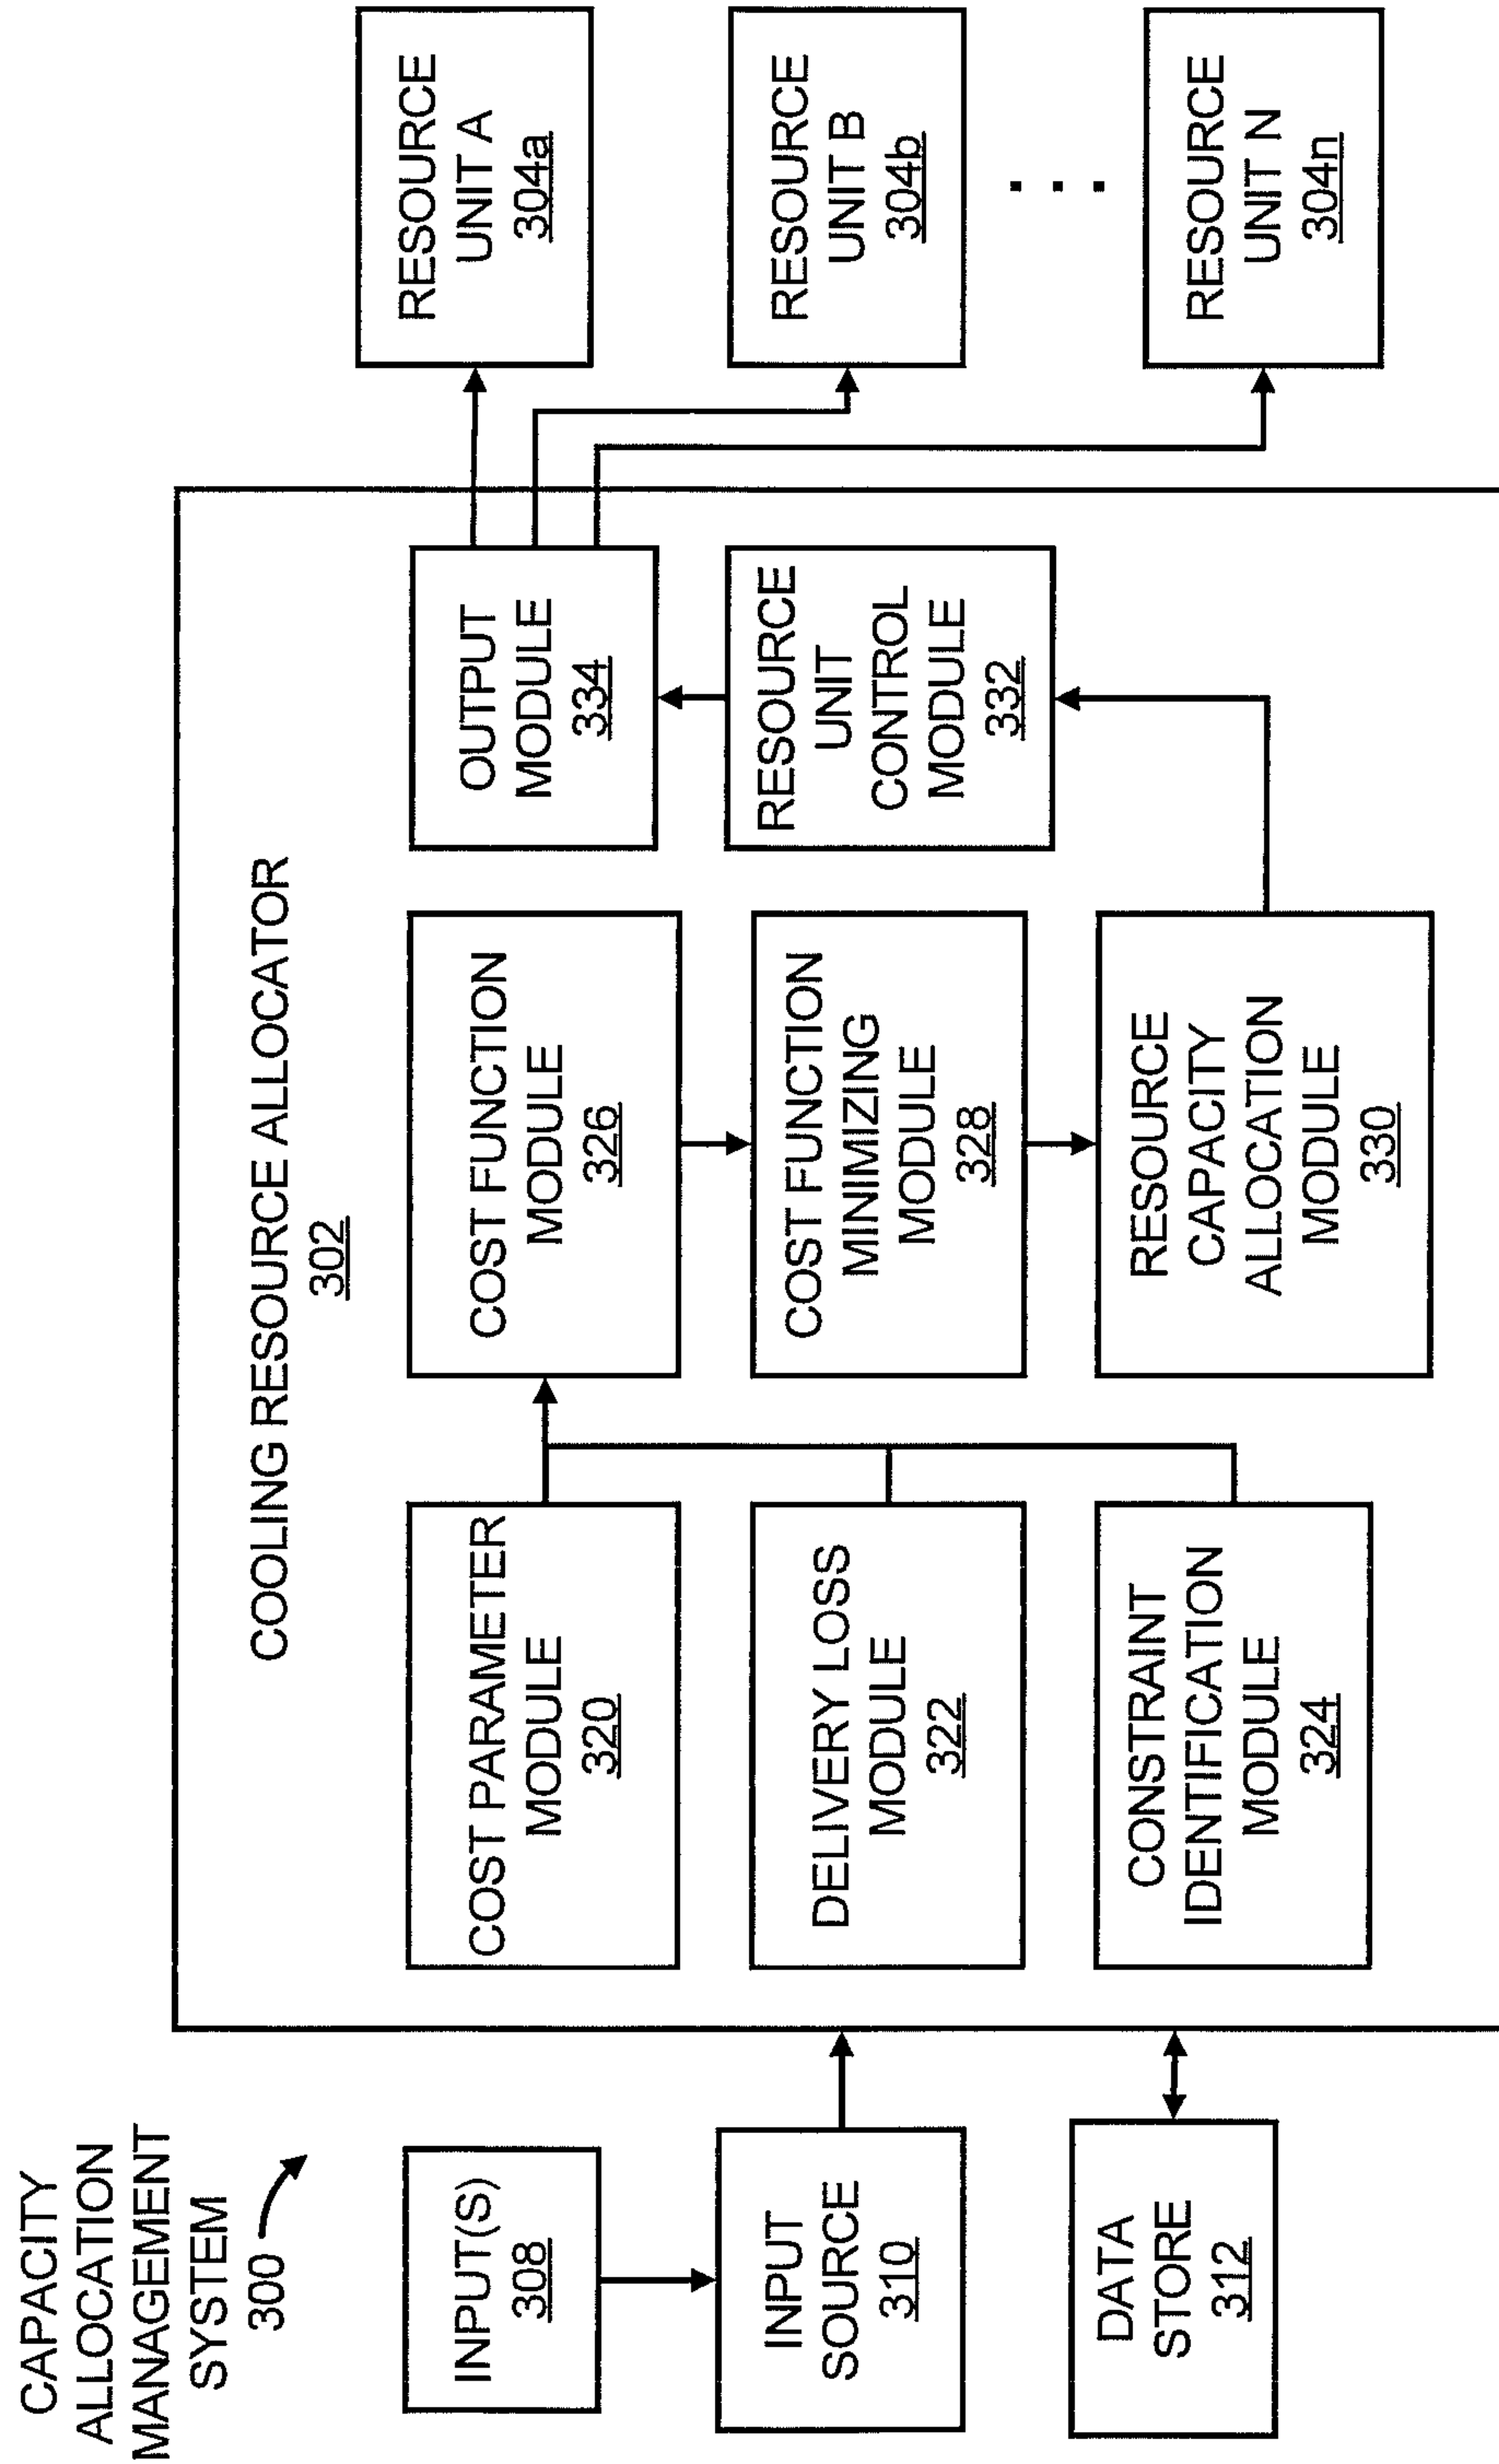 CAPACITY
ALLOCATION
MANAGEMENT
SYSTEM
300
INPUT(S)
308
INPUT
SOURCE
310
DATA
STORE
312
COOLING RESOURCE ALLOCATOR
302
COST PARAMETER
MODULE
320
DELIVERY LOSS
MODULE
322
CONSTRAINT
IDENTIFICATION
MODULE
324
COST FUNCTION
MODULE
326
COST FUNCTION
MINIMIZING
MODULE
328
RESOURCE
CAPACITY
ALLOCATION
MODULE
330
OUTPUT
MODULE
334
RESOURCE
UNIT
CONTROL
MODULE
332
RESOURCE
UNIT A
304a
RESOURCE
UNIT B
304b
. . .
RESOURCE
UNIT N
304n